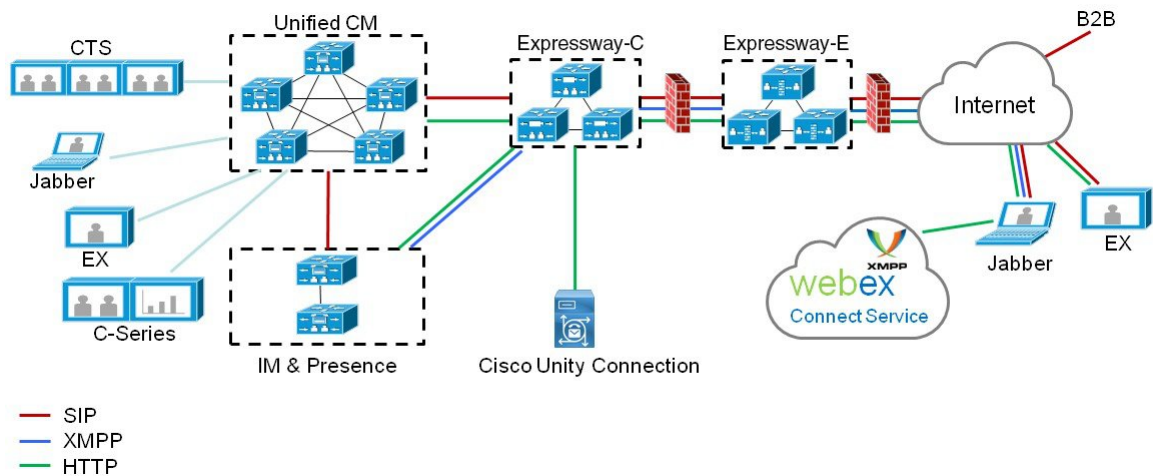 Unified CM
CTS
Expressway-C
Expressway-E
B2B
Internet
Jabber
EX
C-Series
IM & Presence
Cisco Unity Connection
XMPP
webex
Connect Service
Jabber
EX
SIP
XMPP
HTTP